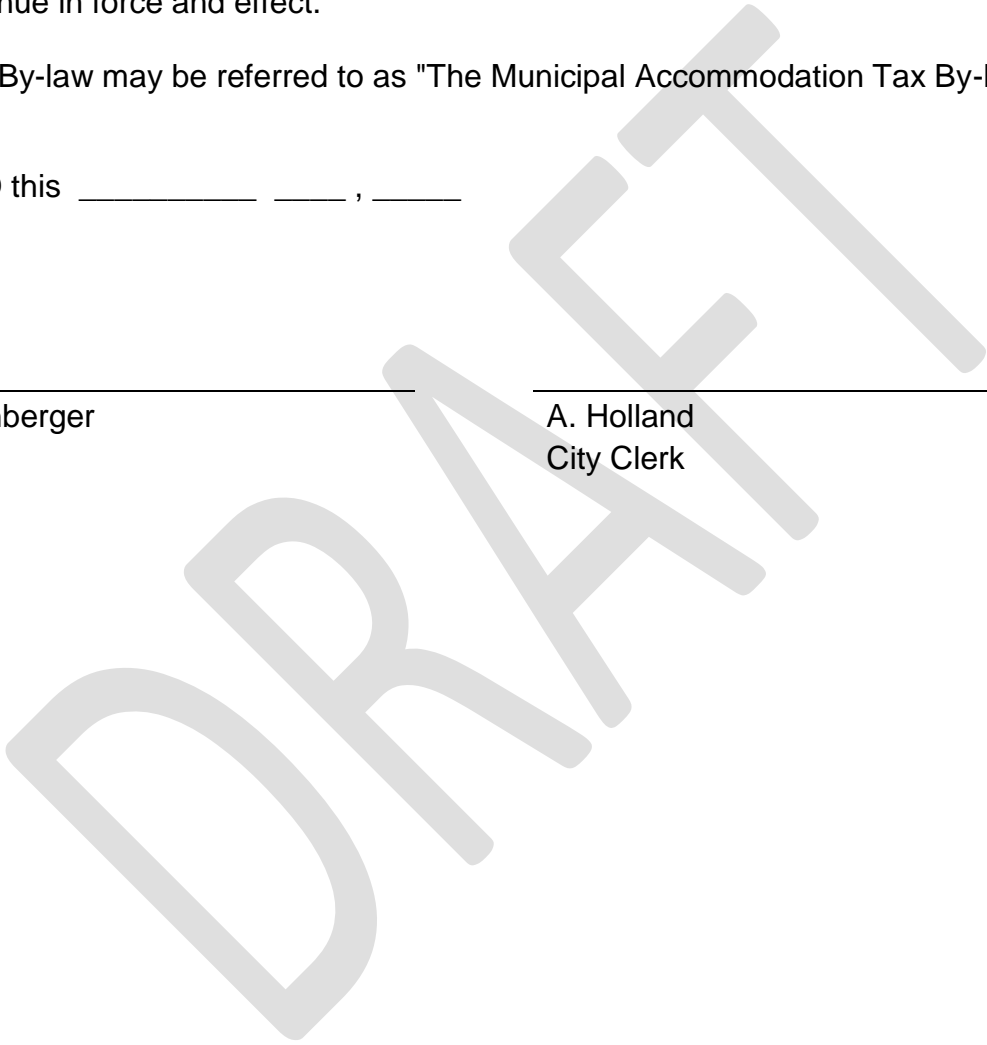 nue in force and effect.
By-law may be referred to as "The Municipal Accommodation Tax By-l
this __________ ____ , _____
nberger
A. Holland
City Clerk
DRAFT